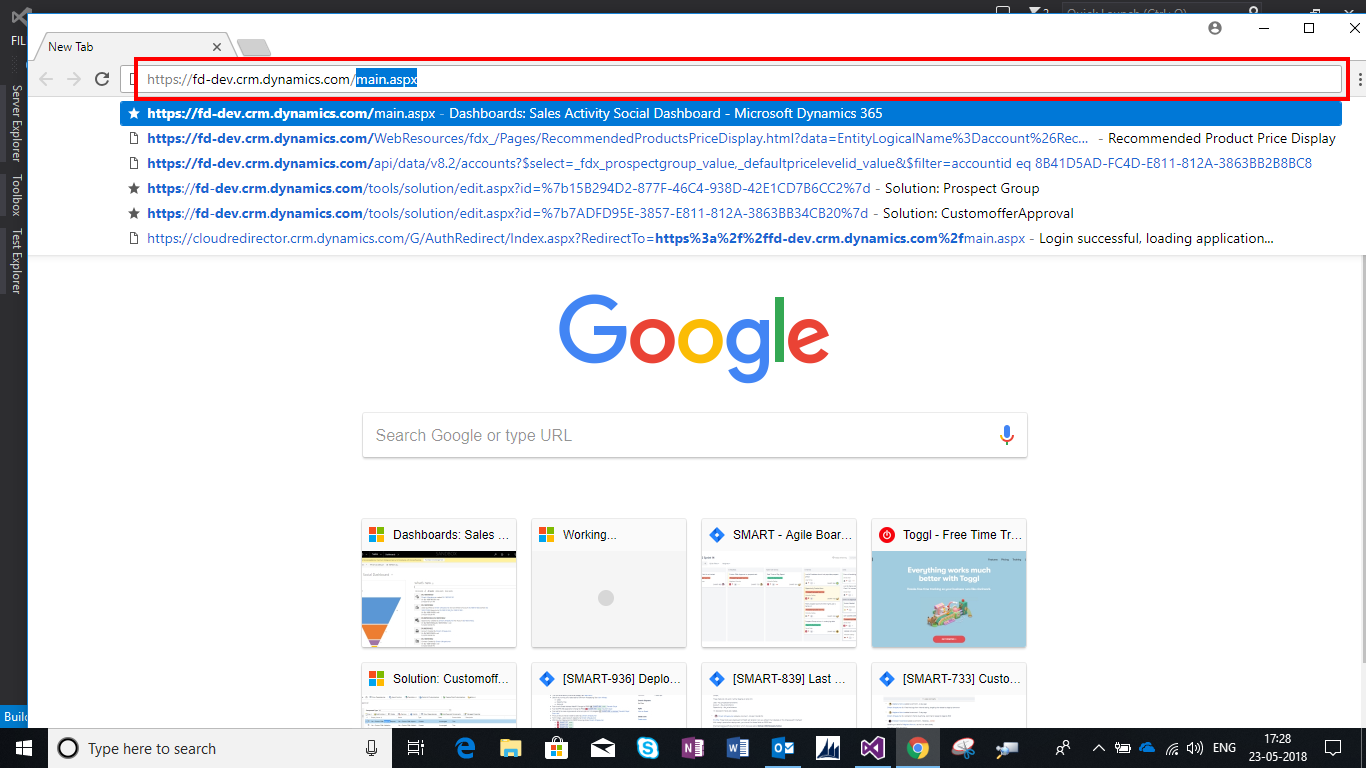 Quick Launch (Ctrl+Q)
FIL
New Tab
https://fd-dev.crm.dynamics.com/main.aspx
https://fd-dev.crm.dynamics.com/main.aspx - Dashboards: Sales Activity Social Dashboard - Microsoft Dynamics 365
https://fd-dev.crm.dynamics.com/WebResources/fdx_/Pages/RecommendedProductsPriceDisplay.html?data=EntityLogicalName%3Daccount%26Rec... - Recommended Product Price Display
https://fd-dev.crm.dynamics.com/api/data/v8.2/accounts?$select=_fdx_prospectgroup_value,_defaultpricelevelid_value&$filter=accountid eq 8B41D5AD-FC4D-E811-812A-3863BB2B8BC8
https://fd-dev.crm.dynamics.com/tools/solution/edit.aspx?id=%7b15B294D2-877F-46C4-938D-42E1CD7B6CC2%7d - Solution: Prospect Group
https://fd-dev.crm.dynamics.com/tools/solution/edit.aspx?id=%7b7ADFD95E-3857-E811-812A-3863BB34CB20%7d - Solution: CustomofferApproval
https://cloudredirector.crm.dynamics.com/G/AuthRedirect/Index.aspx?RedirectTo=https%3a%2f%2ffd-dev.crm.dynamics.com%2fmain.aspx - Login successful, loading application...
Server Explorer
Toolbox
Test Explorer
Google
Search Google or type URL
Dashboards: Sales ...
Working...
SMART - Agile Boar...
Toggl - Free Time Tr...
Everything works much
better with Toggl
Solution: Customoff...
[SMART-936] Deplo...
[SMART-839] Last ...
[SMART-733] Custo...
Build
Type here to search
ENG
17:28
23-05-2018